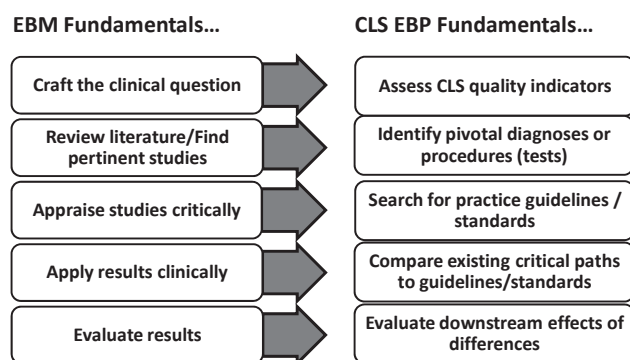 EBM Fundamentals…
CLS EBP Fundamentals…
Craft the clinical question
Assess CLS quality indicators
Review literature/Find
pertinent studies
Identify pivotal diagnoses or
procedures (tests)
Appraise studies critically
Search for practice guidelines /
standards
Apply results clinically
Compare existing critical paths
to guidelines/standards
Evaluate results
Evaluate downstream effects of
differences